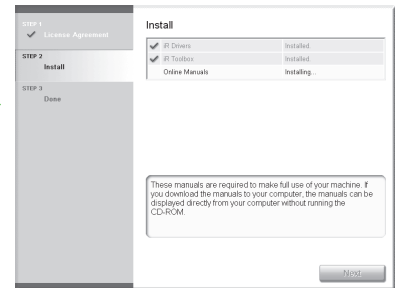 STEP 1
License Agreement
STEP 2
Install
STEP 3
Done
Install
iR Drivers Installed.
iR Toolbox Installed.
Online Manuals Installing...
These manuals are required to make full use of your machine. If
you download the manuals to your computer, the manuals can be
displayed directly from your computer without running the
CD-ROM.
Next